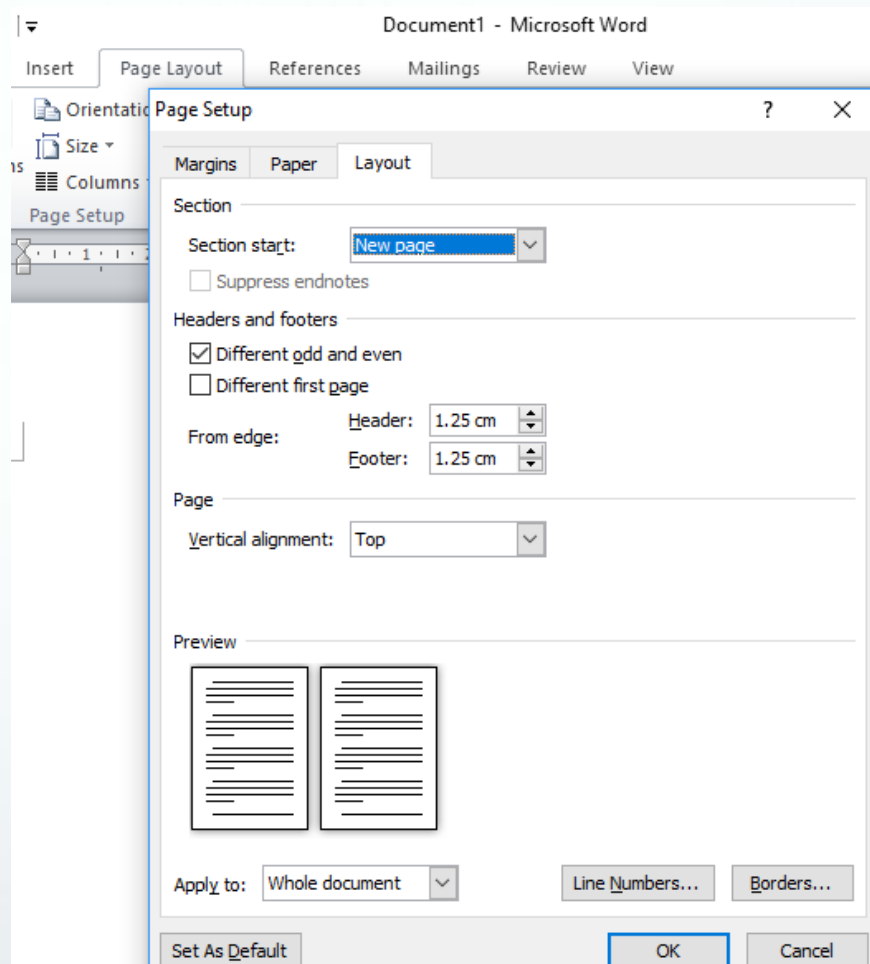 Document1 - Microsoft Word
Insert Page Layout References Mailings Review View
Orientatio
Size
ns
Columns
Page Setup
1 2
Page Setup ?
Margins Paper Layout
Section
Section start: New page
Suppress endnotes
Headers and footers
Different odd and even
Different first page
From edge:
Header: 1.25 cm
Footer: 1.25 cm
Page
Vertical alignment: Top
Preview
Apply to: Whole document Line Numbers... Borders...
Set As Default OK Cancel